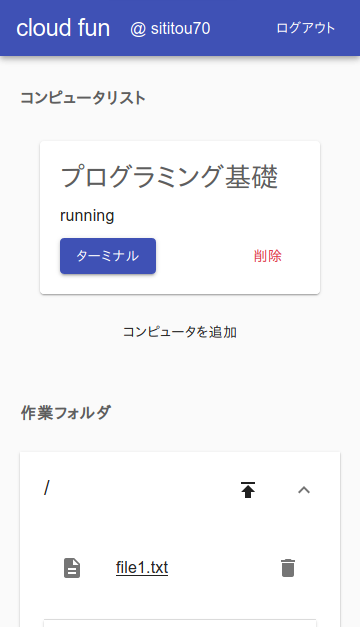 cloud fun @ sititou70 ログアウト
コンピュータリスト
プログラミング基礎
running
ターミナル 削除
コンピュータを追加
作業フォルダ
/
file1.txt